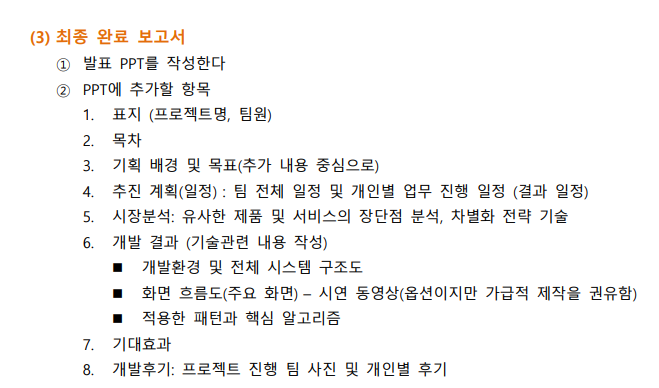 (3) 최종 완료 보고서
① 발표 PPT를 작성한다
② PPT에 추가할 항목
1. 표지 (프로젝트명, 팀원)
2. 목차
3. 기획 배경 및 목표(추가 내용 중심으로)
4. 추진 계획(일정) : 팀 전체 일정 및 개인별 업무 진행 일정 (결과 일정)
5. 시장분석: 유사한 제품 및 서비스의 장단점 분석, 차별화 전략 기술
6. 개발 결과 (기술관련 내용 작성)
■ 개발환경 및 전체 시스템 구조도
■ 화면 흐름도(주요 화면) – 시연 동영상(옵션이지만 가급적 제작을 권유함)
■ 적용한 패턴과 핵심 알고리즘
7. 기대효과
8. 개발후기: 프로젝트 진행 팀 사진 및 개인별 후기